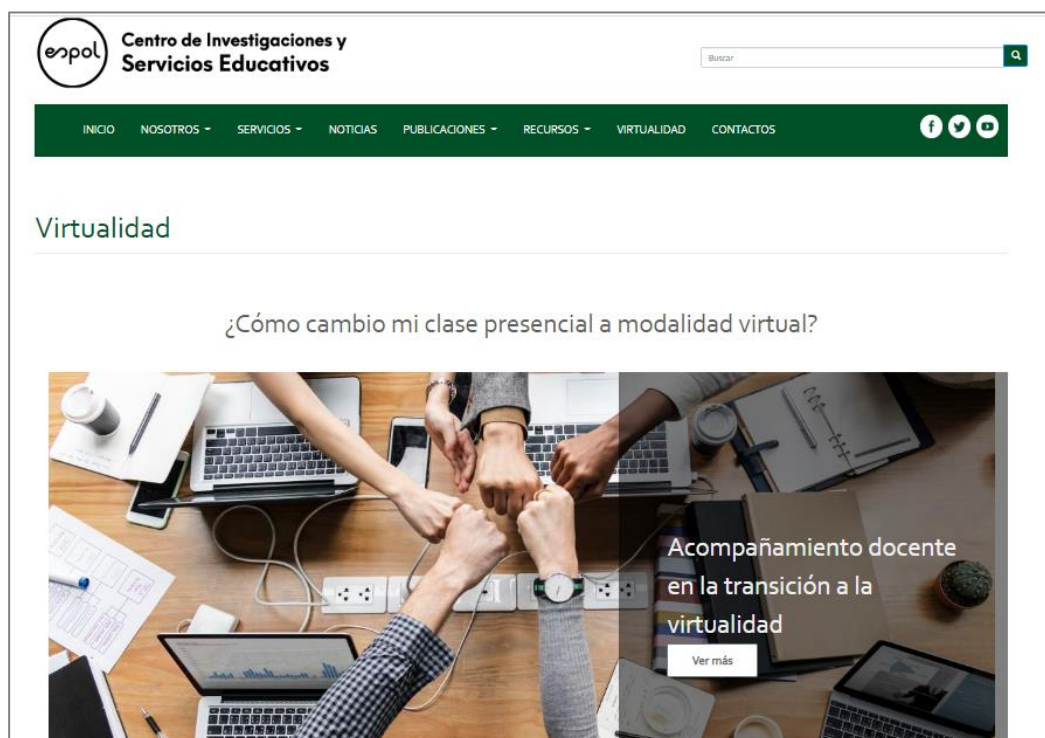 espol
Centro de Investigaciones y
Servicios Educativos
Buscar
INICIO NOSOTROS SERVICIOS NOTICIAS PUBLICACIONES RECURSOS VIRTUALIDAD CONTACTOS
Virtualidad
¿Cómo cambio mi clase presencial a modalidad virtual?
Acompañamiento docente
en la transición a la
virtualidad
Ver más